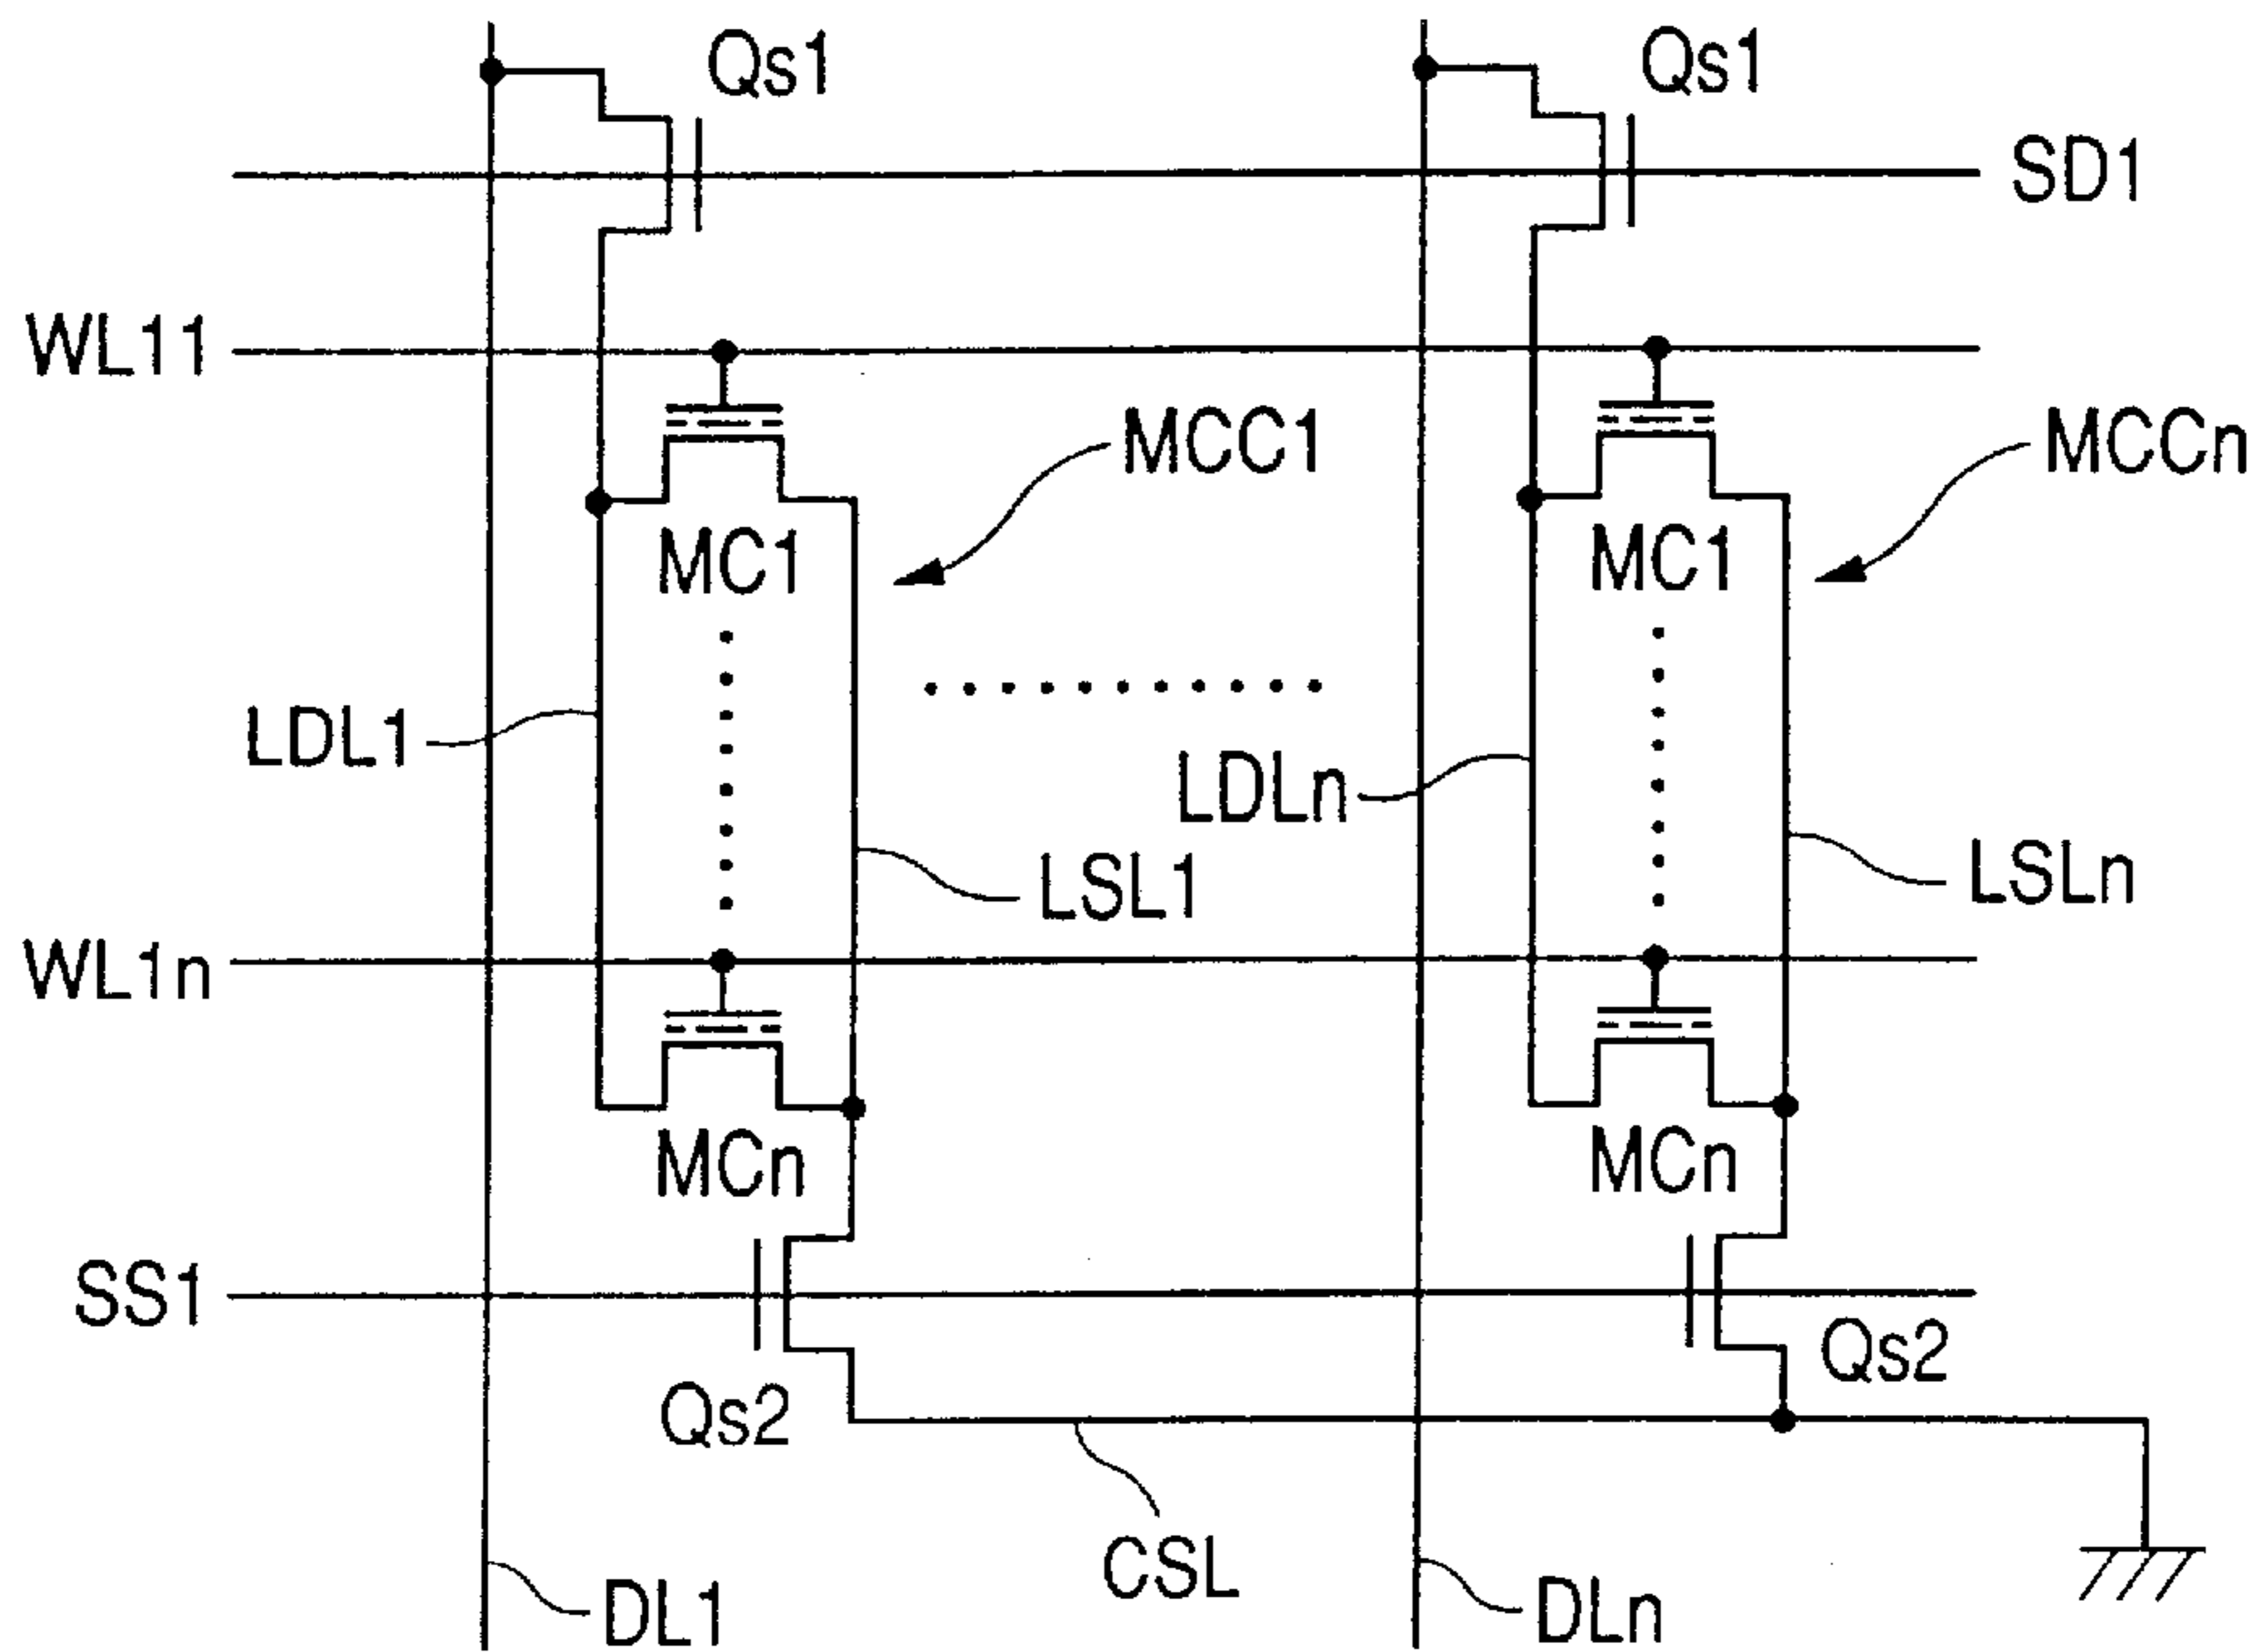 Qs1
Qs1
SD1
WL11
MCC1
MCCn
MC1
MC1
LDL1
LDLn
LSL1
LSLn
WL1n
MCn
MCn
SS1
Qs2
Qs2
CSL
DL1
DLn